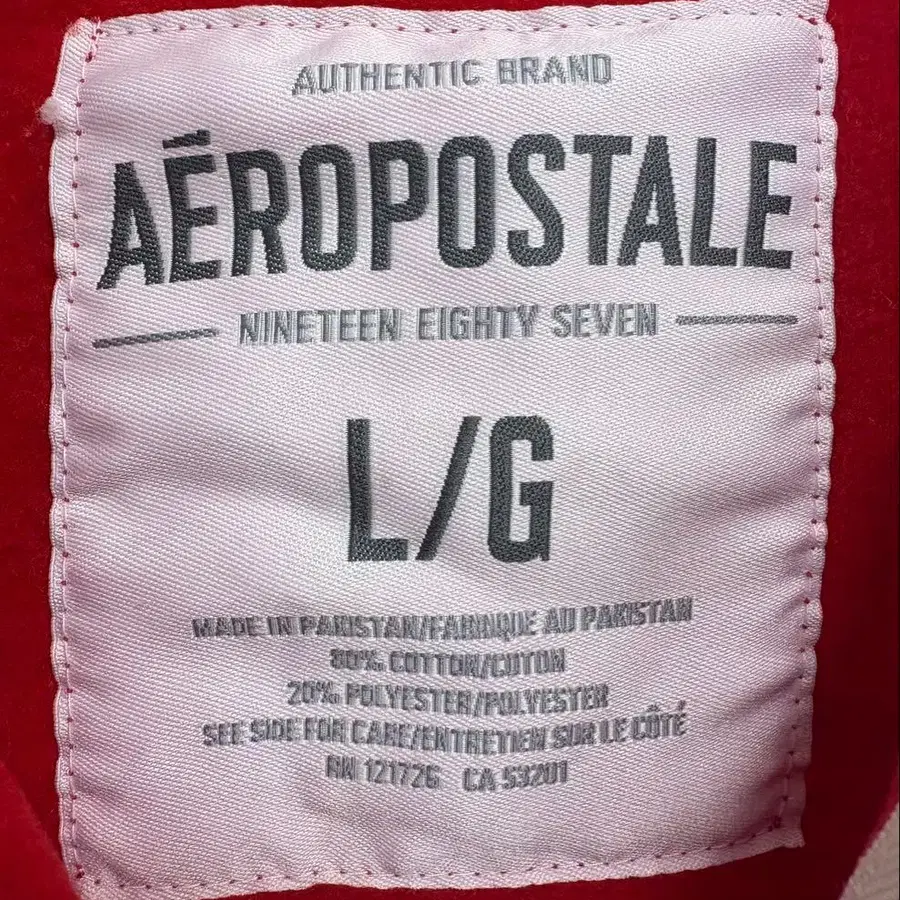 AUTHENTIC BRAND
AÉROPOSTALE
NINETEEN EIGHTY SEVEN
L/G
MADE IN PAKISTAN/FABRIQUE AU PAKISTAN
80% COTTON/COTON
20% POLYESTER/POLYESTER
SEE SIDE FOR CARE/ENTRETIEN SUR LE CÔTÉ
RN 121726 CA 53201